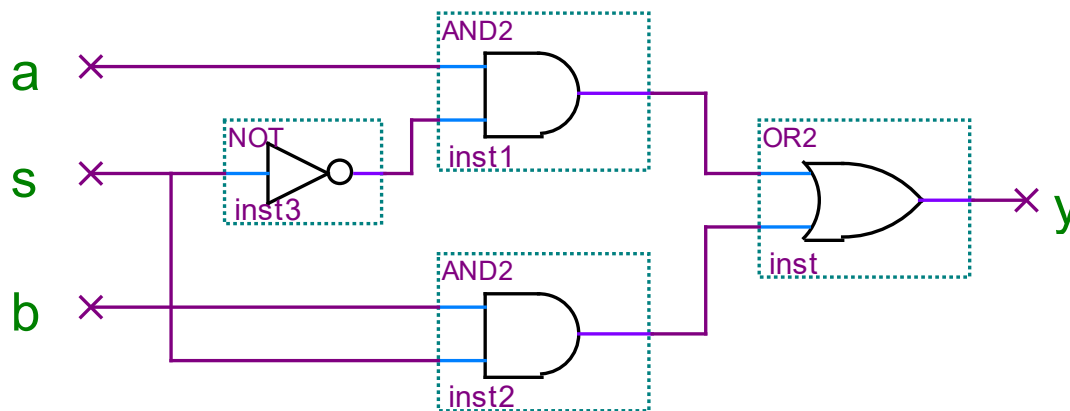 AND2
a
NOT
inst1
OR2
s
inst3
y
AND2
inst
b
inst2